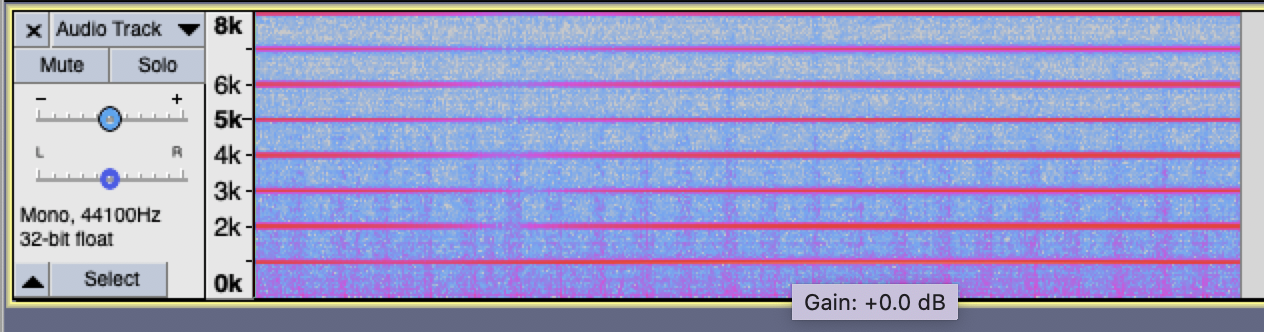 × Audio Track
Mute Solo
- +
L R
Mono, 44100Hz
32-bit float
Select
8k
6k
5k
4k
3k
2k
0k
Gain: +0.0 dB